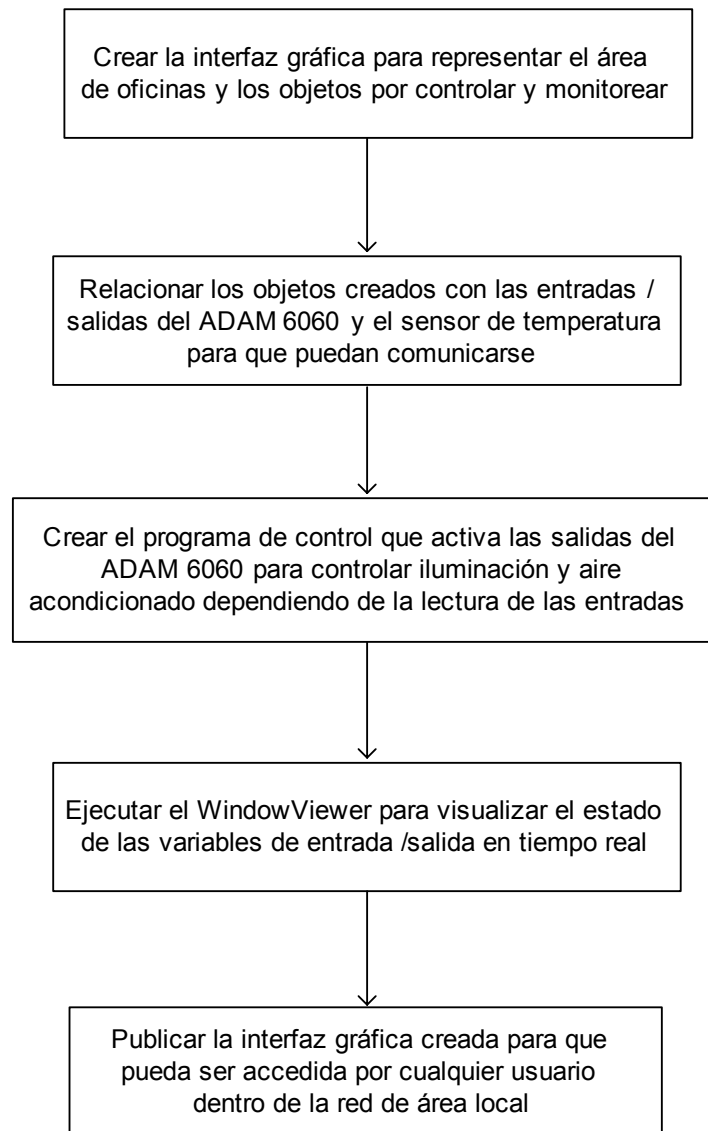 Crear la interfaz gráfica para representar el área
de oficinas y los objetos por controlar y monitorear
Relacionar los objetos creados con las entradas /
salidas del ADAM 6060 y el sensor de temperatura
para que puedan comunicarse
Crear el programa de control que activa las salidas del
ADAM 6060 para controlar iluminación y aire
acondicionado dependiendo de la lectura de las entradas
Ejecutar el WindowViewer para visualizar el estado
de las variables de entrada /salida en tiempo real
Publicar la interfaz gráfica creada para que
pueda ser accedida por cualquier usuario
dentro de la red de área local